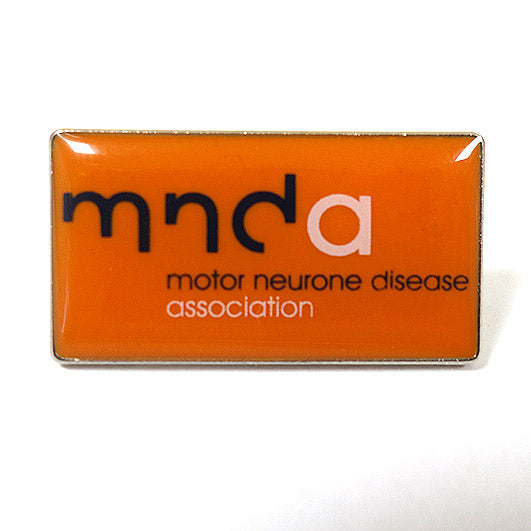 mnda
motor neurone disease
association